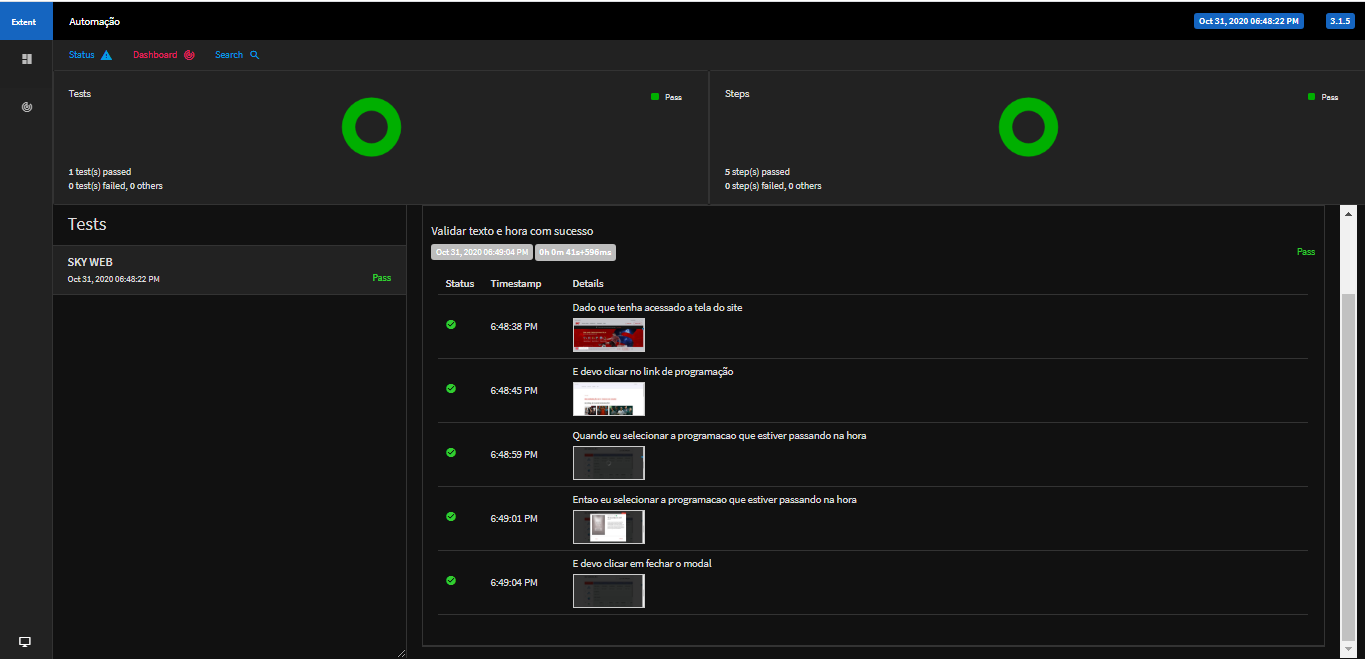 Extent
Automação
Oct 31, 2020 06:48:22 PM
3.1.5
Status
Dashboard
Search
Tests
Pass
1 test(s) passed
0 test(s) failed, 0 others
Steps
Pass
5 step(s) passed
0 step(s) failed, 0 others
Tests
SKY WEB
Oct 31, 2020 06:48:22 PM
Pass
Validar texto e hora com sucesso
Oct 31, 2020 06:49:04 PM
0h 0m 41s+596ms
Pass
Status Timestamp Details
Dado que tenha acessado a tela do site
6:48:38 PM
E devo clicar no link de programação
6:48:45 PM
Quando eu selecionar a programacao que estiver passando na hora
6:48:59 PM
Entao eu selecionar a programacao que estiver passando na hora
6:49:01 PM
E devo clicar em fechar o modal
6:49:04 PM